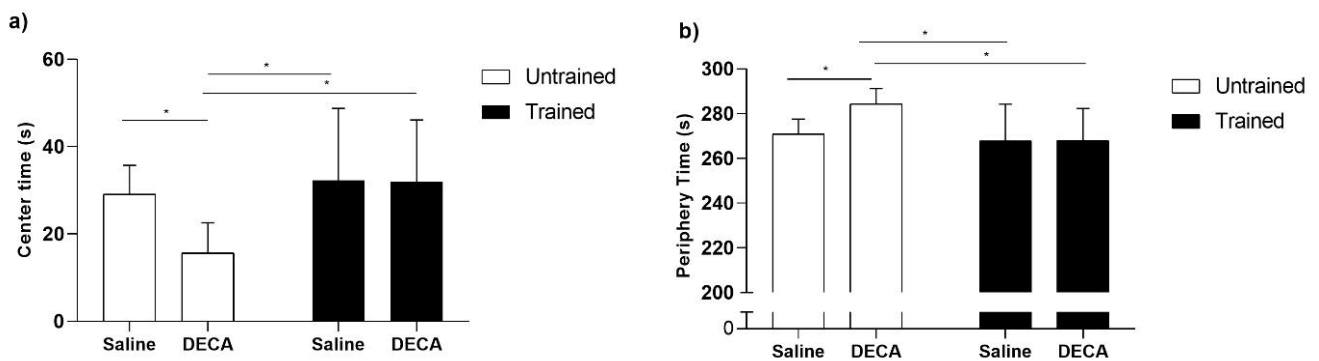 a)
60
40
20
0
Center time (s)
*
*
*
Saline
DECA
Saline
DECA
Untrained
Trained
b)
300
280
260
240
220
200
0
Periphery Time (s)
*
*
*
Saline
DECA
Saline
DECA
Untrained
Trained